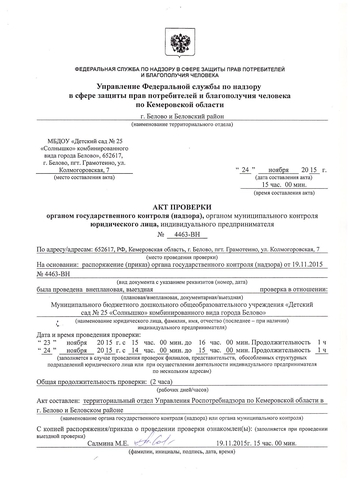 ФЕДЕРАЛЬНАЯ СЛУЖБА ПО НАДЗОРУ В СФЕРЕ ЗАЩИТЫ ПРАВ ПОТРЕБИТЕЛЕЙ
И БЛАГОПОЛУЧИЯ ЧЕЛОВЕКА
Управление Федеральной службы по надзору
в сфере защиты прав потребителей и благополучия человека
по Кемеровской области
г. Белово и Беловский район
(наименование территориального отдела)
МБДОУ «Детский сад № 25
«Солнышко» комбинированного
вида города Белово», 652617,
г. Белово, пгт. Грамотеино, ул.
Колмогоровская, 7
(место составления акта)
" 24 " ноября 20 15 г.
(дата составления акта)
15 час. 00 мин.
(время составления акта)
АКТ ПРОВЕРКИ
органом государственного контроля (надзора), органом муниципального контроля
юридического лица, индивидуального предпринимателя
№ 4463-ВН
По адресу/адресам: 652617, РФ, Кемеровская область, г. Белово, пгт. Грамотеино, ул. Колмогоровская, 7
(место проведения проверки)
На основании: распоряжение (приказ) органа государственного контроля (надзора) от 19.11.2015
№ 4463-ВН
(вид документа с указанием реквизитов (номер, дата)
была проведена внеплановая, выездная проверка в отношении:
(плановая/внеплановая, документарная/выездная)
Муниципального бюджетного дошкольного общеобразовательного учреждения «Детский
сад № 25 «Солнышко» комбинированного вида города Белово»
(наименование юридического лица, фамилия, имя, отчество (последнее – при наличии)
индивидуального предпринимателя)
Дата и время проведения проверки:
" 23 " ноября 20 15 г. с 15 час. 00 мин. до 16 час. 00 мин. Продолжительность 1 ч
" 24 " ноября 20 15 г. с 14 час. 00 мин. до 15 час. 00 мин. Продолжительность 1 ч
(заполняется в случае проведения проверок филиалов, представительств, обособленных структурных
подразделений юридического лица или при осуществлении деятельности индивидуального предпринимателя
по нескольким адресам)
Общая продолжительность проверки: (2 часа)
(рабочих дней/часов)
Акт составлен: территориальный отдел Управления Роспотребнадзора по Кемеровской области в
г. Белово и Беловском районе
(наименование органа государственного контроля (надзора) или органа муниципального контроля)
С копией распоряжения/приказа о проведении проверки ознакомлен(ы): (заполняется при проведении
выездной проверки)
Салмина М.Е. 19.11.2015г. 15 час. 00 мин.
(фамилии, инициалы, подпись, дата, время)